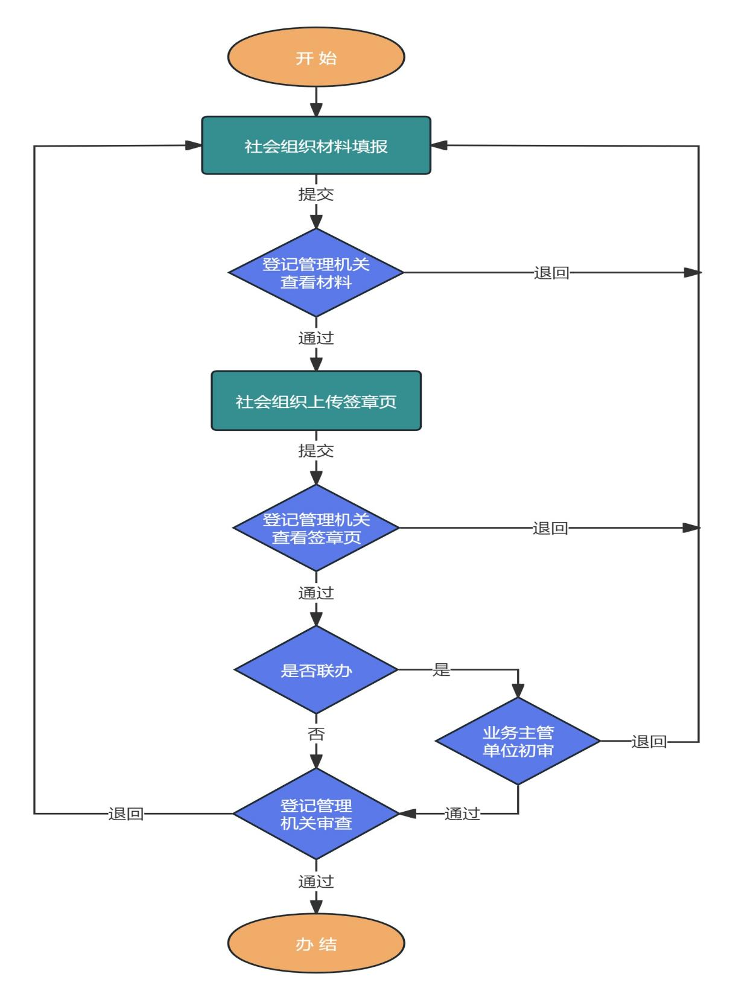 开 始
社会组织材料填报
提交
登记管理机关
查看材料
退回
通过
社会组织上传签章页
提交
登记管理机关
查看签章页
退回
通过
是否联办
是
业务主管
单位初审
退回
否
登记管理
机关审查
退回
通过
通过
办 结